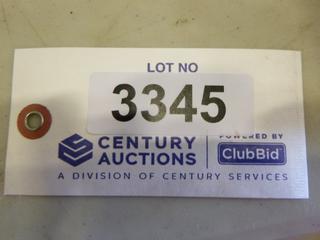 LOT NO
3345
CENTURY
AUCTIONS
POWERED BY
ClubBid
A DIVISION OF CENTURY SERVICES